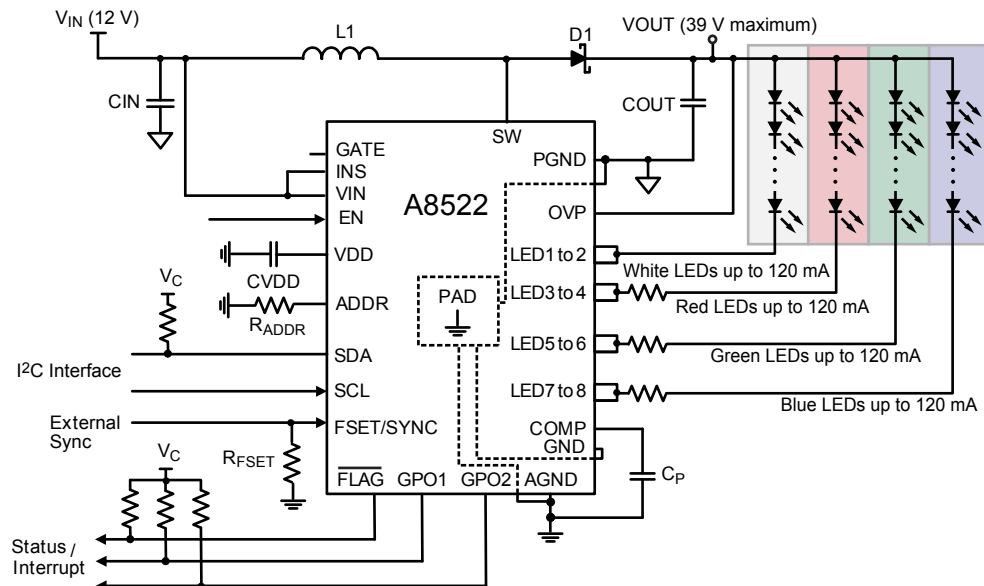 VIN (12 V)
L1
D1
VOUT (39 V maximum)
CIN
COUT
SW
GATE
INS
VIN
EN
VDD
CVDD
ADDR
RADDR
VC
SDA
I2C Interface
SCL
External
Sync
FSET/SYNC
RFSET
VC
FLAG
GPO1
GPO2
AGND
Status /
Interrupt
A8522
PAD
PGND
OVP
LED1 to 2
White LEDs up to 120 mA
LED3 to 4
Red LEDs up to 120 mA
LED5 to 6
Green LEDs up to 120 mA
LED7 to 8
Blue LEDs up to 120 mA
COMP
GND
CP